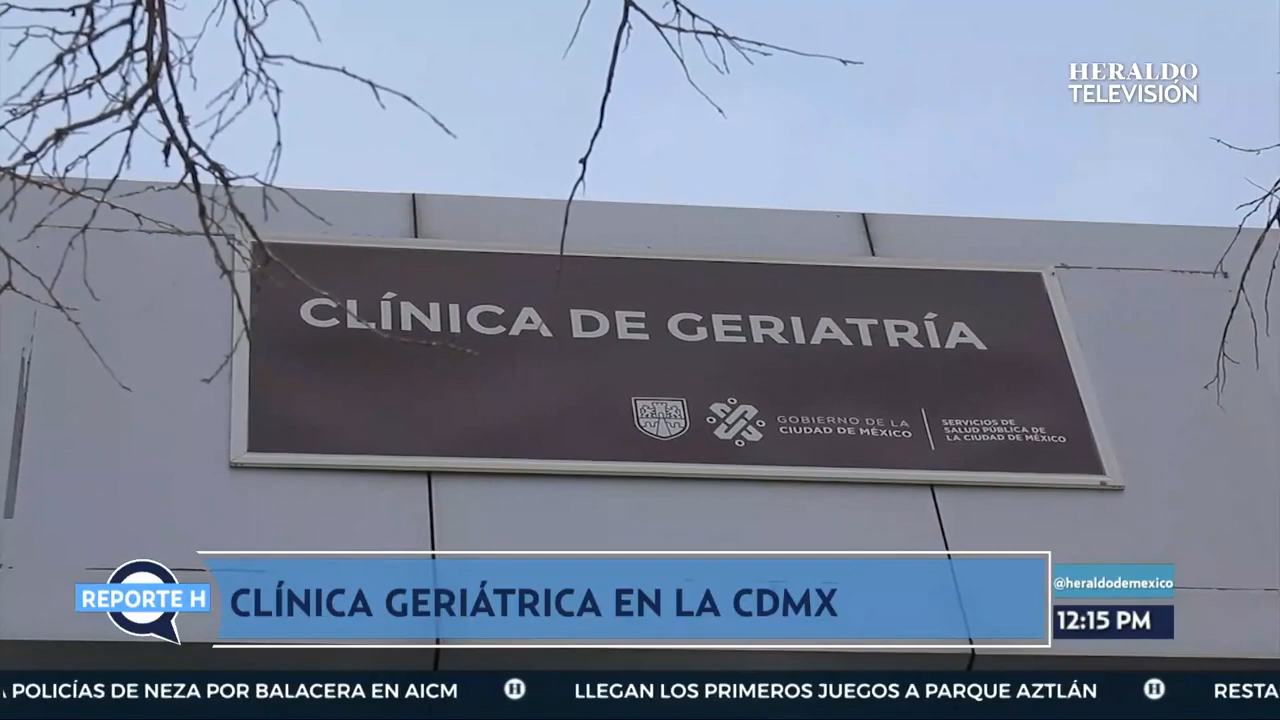 HERALDO
TELEVISIÓN
CLÍNICA DE GERIATRÍA
GOBIERNO DE LA
CIUDAD DE MÉXICO
SERVICIOS DE
SALUD PÚBLICA DE
LA CIUDAD DE MÉXICO
REPORTE H
CLÍNICA GERIÁTRICA EN LA CDMX
@heraldodemexico
12:15 PM
POLICÍAS DE NEZA POR BALACERA EN AICM H LLEGAN LOS PRIMEROS JUEGOS A PARQUE AZTLÁN H RESTA